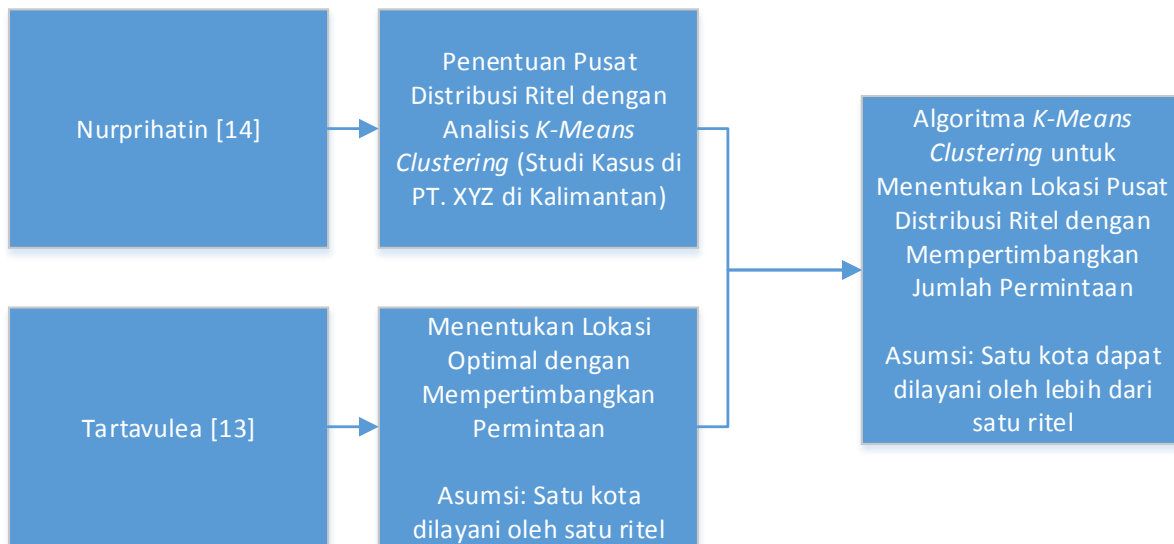 Nurprihatin [14]
Penentuan Pusat
Distribusi Ritel dengan
Analisis K-Means
Clustering (Studi Kasus di
PT. XYZ di Kalimantan)
Tartavulea [13]
Menentukan Lokasi
Optimal dengan
Mempertimbangkan
Permintaan
Asumsi: Satu kota
dilayani oleh satu ritel
Algoritma K-Means
Clustering untuk
Menentukan Lokasi Pusat
Distribusi Ritel dengan
Mempertimbangkan
Jumlah Permintaan
Asumsi: Satu kota dapat
dilayani oleh lebih dari
satu ritel